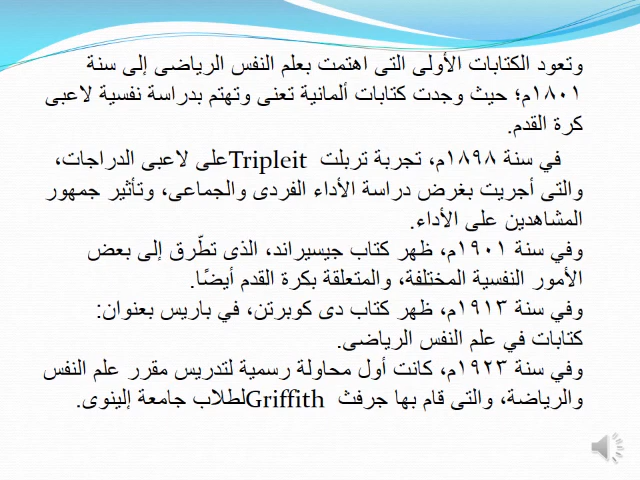 وتعود الكتابات الأولى التى اهتمت بعلم النفس الرياضى إلى سنة
١٨٠١م؛ حيث وجدت كتابات ألمانية تعنى وتهتم بدراسة نفسية لاعبى
كرة القدم.
في سنة ١٨٩٨م، تجربة تربلت Tripleit على لاعبى الدراجات،
والتى أجريت بغرض دراسة الأداء الفردى والجماعى، وتأثير جمهور
المشاهدين على الأداء.
وفي سنة ١٩٠١م، ظهر كتاب جيسيراند، الذى تطّرق إلى بعض
الأمور النفسية المختلفة، والمتعلقة بكرة القدم أيضًا.
وفي سنة ١٩١٣م، ظهر كتاب دى كوبرتن، في باريس بعنوان:
كتابات في علم النفس الرياضى.
وفي سنة ١٩٢٣م، كانت أول محاولة رسمية لتدريس مقرر علم النفس
والرياضة، والتى قام بها جرفث Griffith لطلاب جامعة إلينوى.